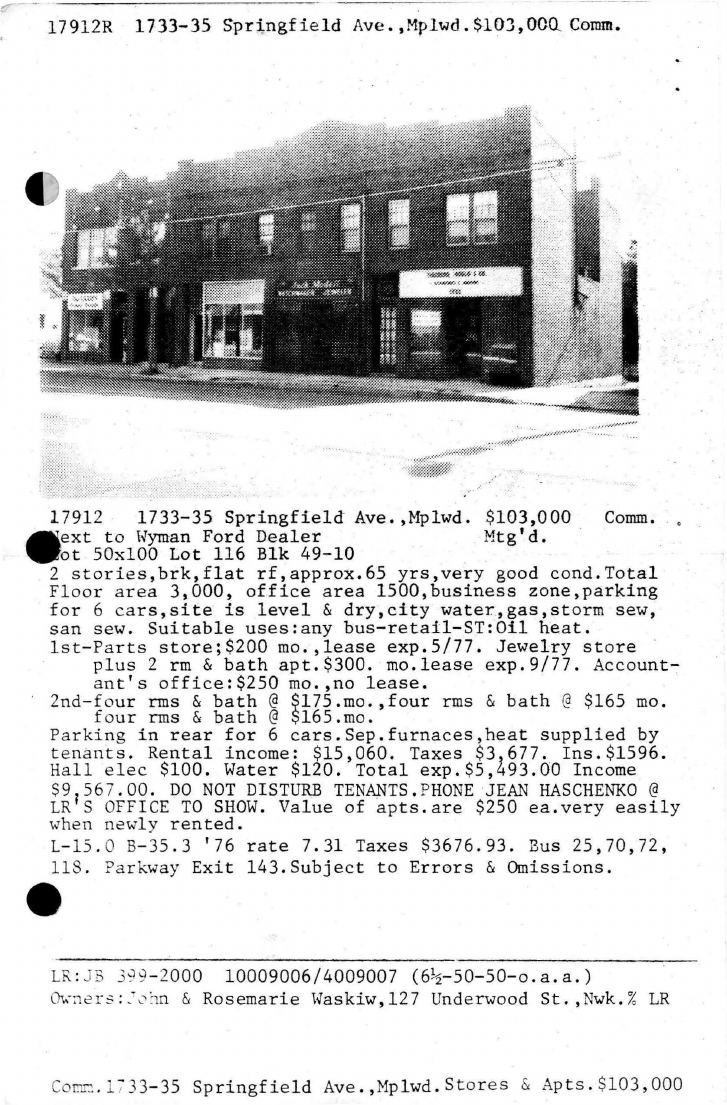 17912R 1733-35 Springfield Ave.,Mplwd.$103,000 Comm.
Jack Modest
WATCHMAKER JEWELER
17912 1733-35 Springfield Ave.,Mplwd. $103,000 Comm.
Next to Wyman Ford Dealer Mtg'd.
Lot 50x100 Lot 116 Blk 49-10
2 stories,brk,flat rf,approx.65 yrs,very good cond.Total
Floor area 3,000, office area 1500,business zone,parking
for 6 cars,site is level & dry,city water,gas,storm sew,
san sew. Suitable uses:any bus-retail-ST:Oil heat.
1st-Parts store;$200 mo.,lease exp.5/77. Jewelry store
plus 2 rm & bath apt.$300. mo.lease exp.9/77. Account-
ant's office:$250 mo.,no lease.
2nd-four rms & bath @ $175.mo.,four rms & bath @ $165 mo.
four rms & bath @ $165.mo.
Parking in rear for 6 cars.Sep.furnaces,heat supplied by
tenants. Rental income: $15,060. Taxes $3,677. Ins.$1596.
Hall elec $100. Water $120. Total exp.$5,493.00 Income
$9,567.00. DO NOT DISTURB TENANTS.PHONE JEAN HASCHENKO @
LR'S OFFICE TO SHOW. Value of apts.are $250 ea.very easily
when newly rented.
L-15.0 B-35.3 '76 rate 7.31 Taxes $3676.93. Bus 25,70,72,
118. Parkway Exit 143.Subject to Errors & Omissions.
LR:JB 399-2000 10009006/4009007 (6½-50-50-o.a.a.)
Owners:John & Rosemarie Waskiw,127 Underwood St.,Nwk.% LR
Comm.1733-35 Springfield Ave.,Mplwd.Stores & Apts.$103,000